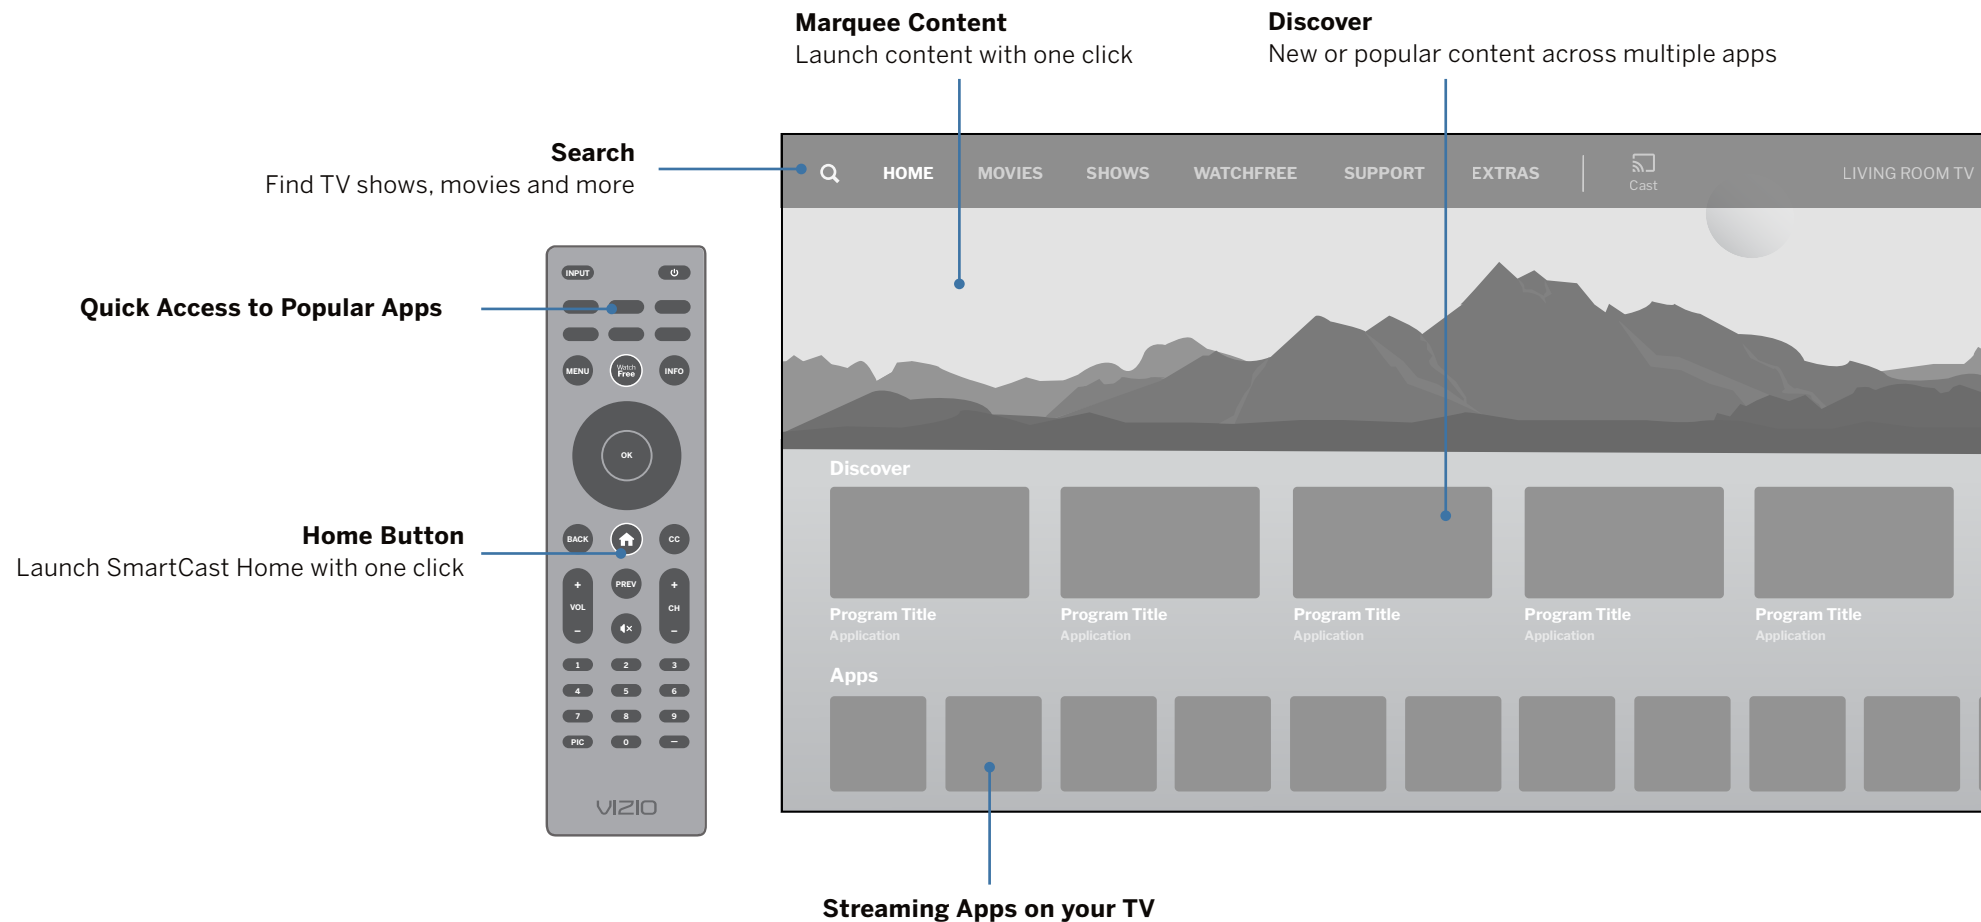 Marquee Content
Launch content with one click
Discover
New or popular content across multiple apps
Search
Find TV shows, movies and more
HOME MOVIES SHOWS WATCHFREE SUPPORT EXTRAS Cast LIVING ROOM TV
Quick Access to Popular Apps
INPUT
MENU Watch Free INFO
OK
Home Button
Launch SmartCast Home with one click
BACK CC
+ PREV +
VOL CH
– –
1 2 3
4 5 6
7 8 9
PIC 0 –
VIZIO
Discover
Program Title Program Title Program Title Program Title Program Title
Application Application Application Application Application
Apps
Streaming Apps on your TV